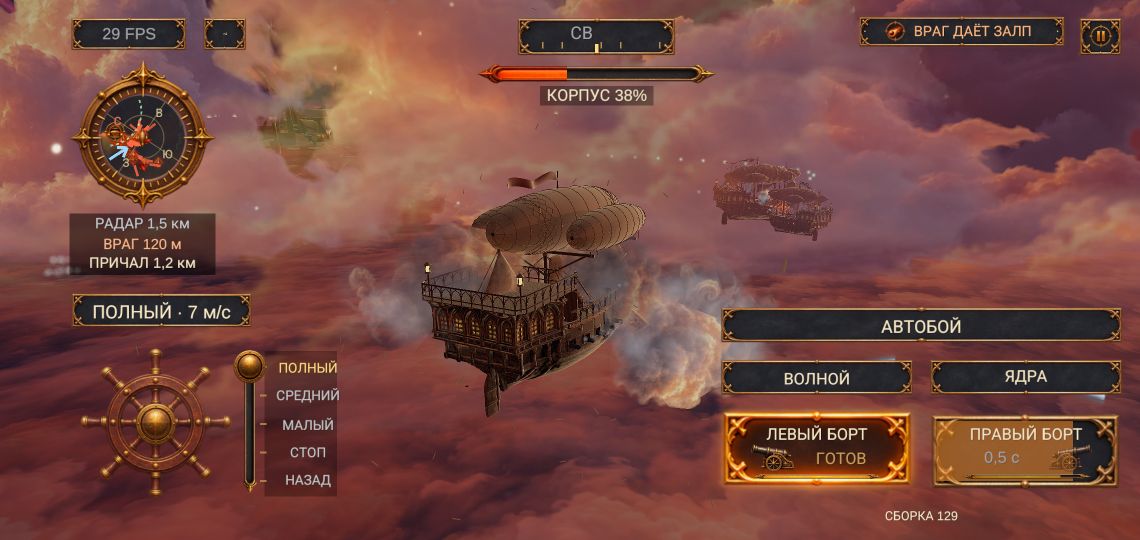 29 FPS
~
СВ
ВРАГ ДАЁТ ЗАЛП
КОРПУС 38%
С
В
Ю
З
РАДАР 1,5 км
ВРАГ 120 м
ПРИЧАЛ 1,2 км
ПОЛНЫЙ · 7 м/с
ПОЛНЫЙ
СРЕДНИЙ
МАЛЫЙ
СТОП
НАЗАД
АВТОБОЙ
ВОЛНОЙ
ЯДРА
ЛЕВЫЙ БОРТ
ГОТОВ
ПРАВЫЙ БОРТ
0,5 с
СБОРКА 129